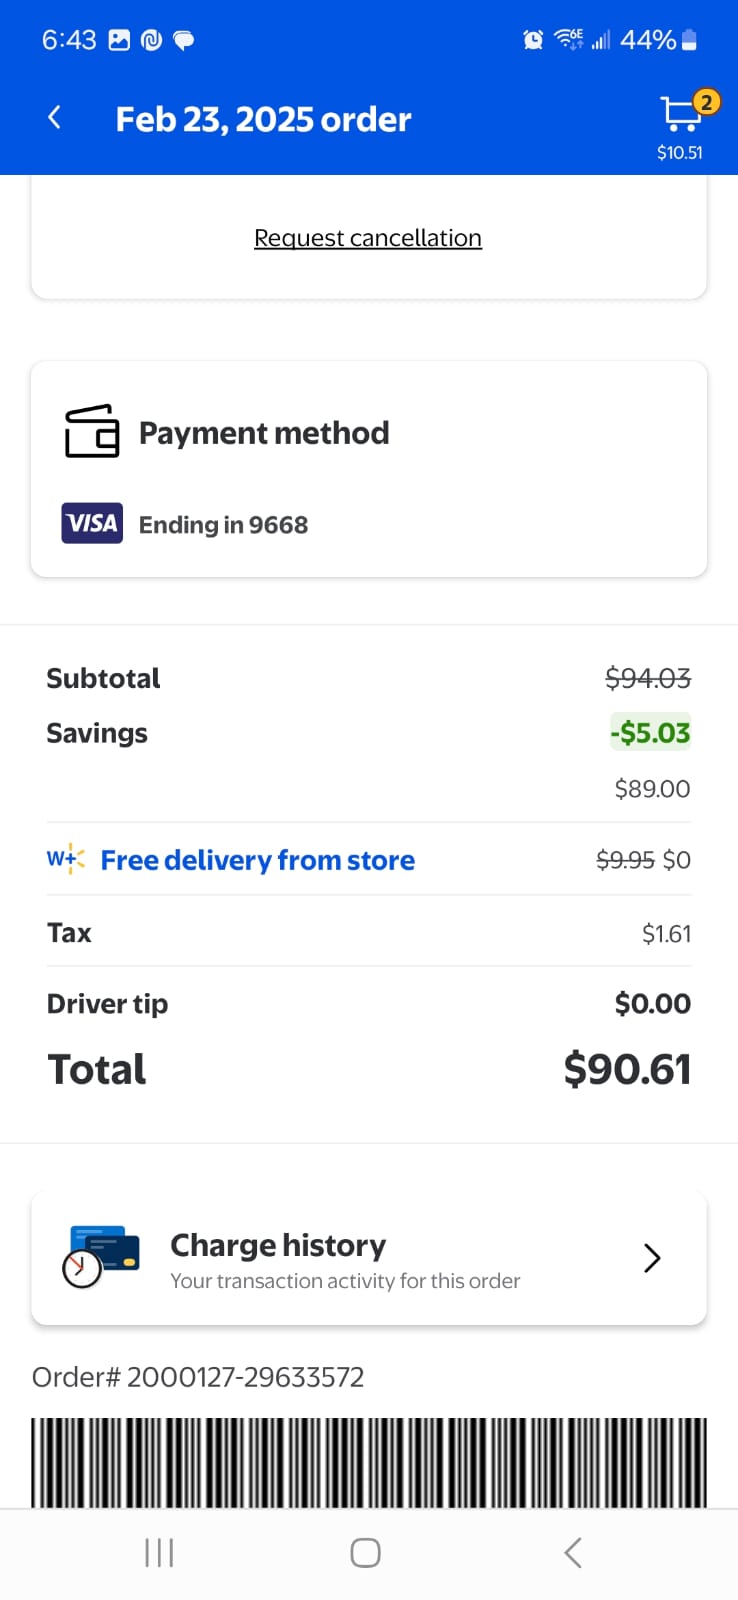 6:43 6E 44%
Feb 23, 2025 order 2
$10.51
Request cancellation
Payment method
VISA Ending in 9668
Subtotal $94.03
Savings -$5.03
$89.00
W+ Free delivery from store $9.95 $0
Tax $1.61
Driver tip $0.00
Total $90.61
Charge history
Your transaction activity for this order
Order# 2000127-29633572